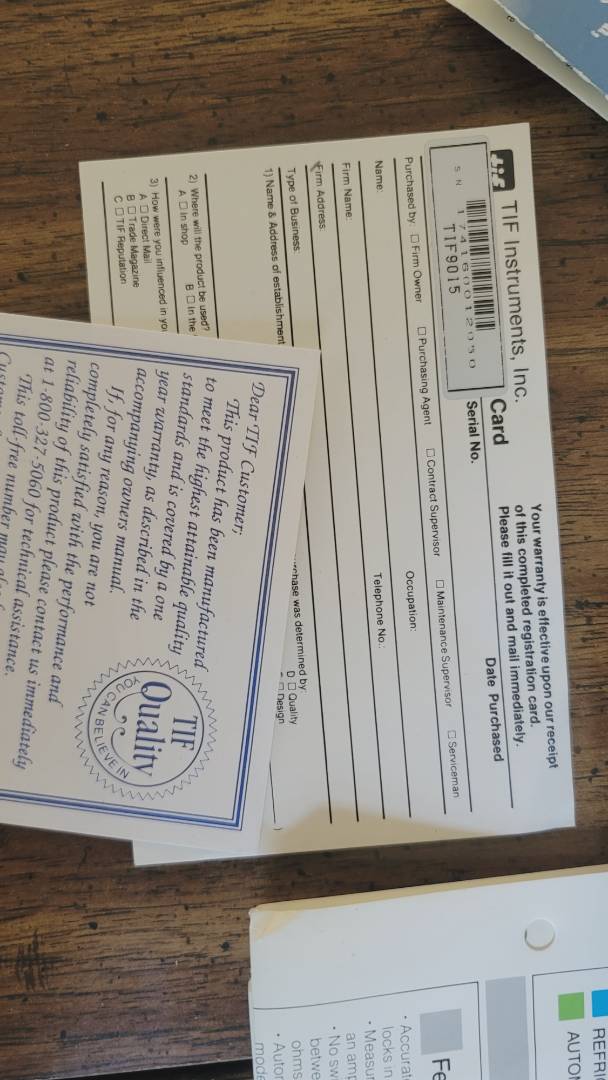 TIF Instruments, Inc.
Card
Your warranty is effective upon our receipt
of this completed registration card.
Please fill it out and mail immediately.
S N 1741600012050
TIF9015
Serial No.
Date Purchased
Purchased by: □ Firm Owner □ Purchasing Agent □ Contract Supervisor □ Maintenance Supervisor □ Serviceman
Occupation:
Name:
Telephone No.:
Firm Name:
Firm Address:
Type of Business:
1) Name & Address of establishment
2) Where will the product be used?
A □ In shop B □ In the
3) How were you influenced in yo
A □ Direct Mail
B □ Trade Magazine
C □ TIF Reputation
chase was determined by:
D □ Quality
□ Design
Dear TIF Customer;
This product has been manufactured
to meet the highest attainable quality
standards and is covered by a one
year warranty, as described in the
accompanying owners manual.
If, for any reason, you are not
completely satisfied with the performance and
reliability of this product please contact us immediately
at 1-800-327-5060 for technical assistance.
This toll-free number may also
TIF
Quality
YOU CAN BELIEVE IN
REFRI
AUTO
Fe
• Accurat
locks in
• Measur
an amp
• No sw
betwe
ohms
• Autor
mode